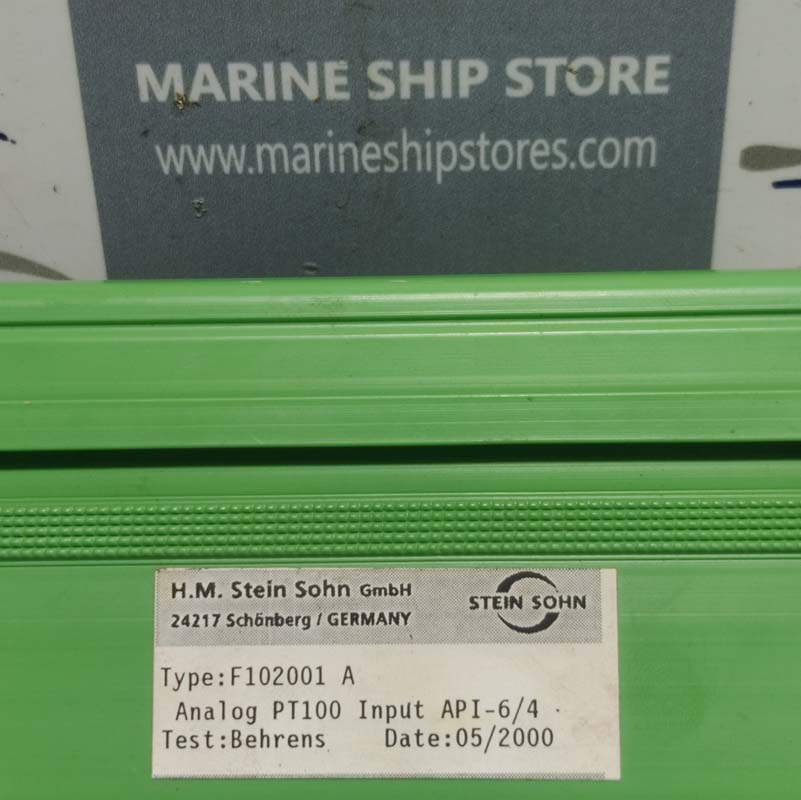 MARINE SHIP STORE
www.marineshipstores.com
H.M. Stein Sohn GmbH
24217 Schönberg / GERMANY
STEIN SOHN
Type:F102001 A
Analog PT100 Input API-6/4
Test:Behrens Date:05/2000